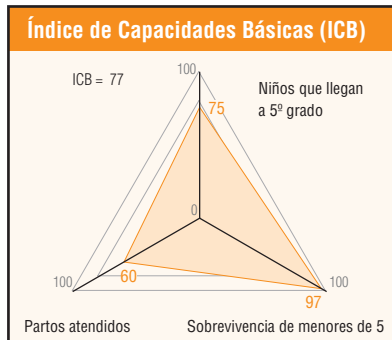 Índice de Capacidades Básicas (ICB)
ICB = 77
100
Niños que llegan
a 5º grado
75
0
60
100
100
97
Partos atendidos
Sobrevivencia de menores de 5